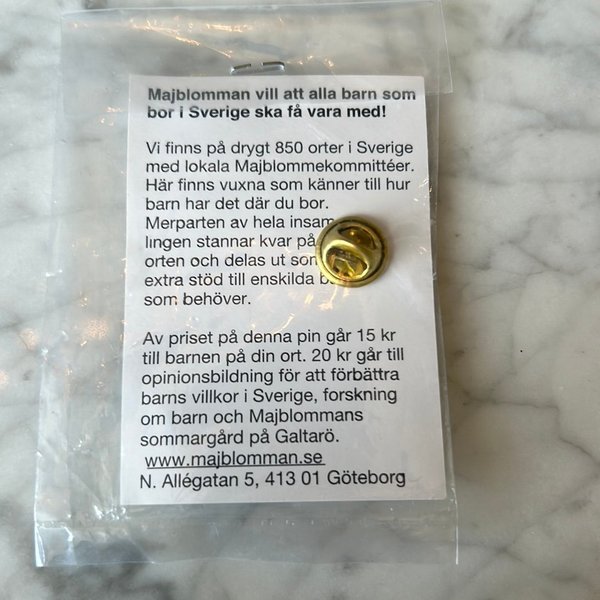 Majblomman vill att alla barn som
bor i Sverige ska få vara med!
Vi finns på drygt 850 orter i Sverige
med lokala Majblommekommittéer.
Här finns vuxna som känner till hur
barn har det där du bor.
Merparten av hela insam
lingen stannar kvar på
orten och delas ut som
extra stöd till enskilda
som behöver.
Av priset på denna pin går 15 kr
till barnen på din ort. 20 kr går till
opinionsbildning för att förbättra
barns villkor i Sverige, forskning
om barn och Majblommans
sommargård på Galtarö.
www.majblomman.se
N. Allégatan 5, 413 01 Göteborg